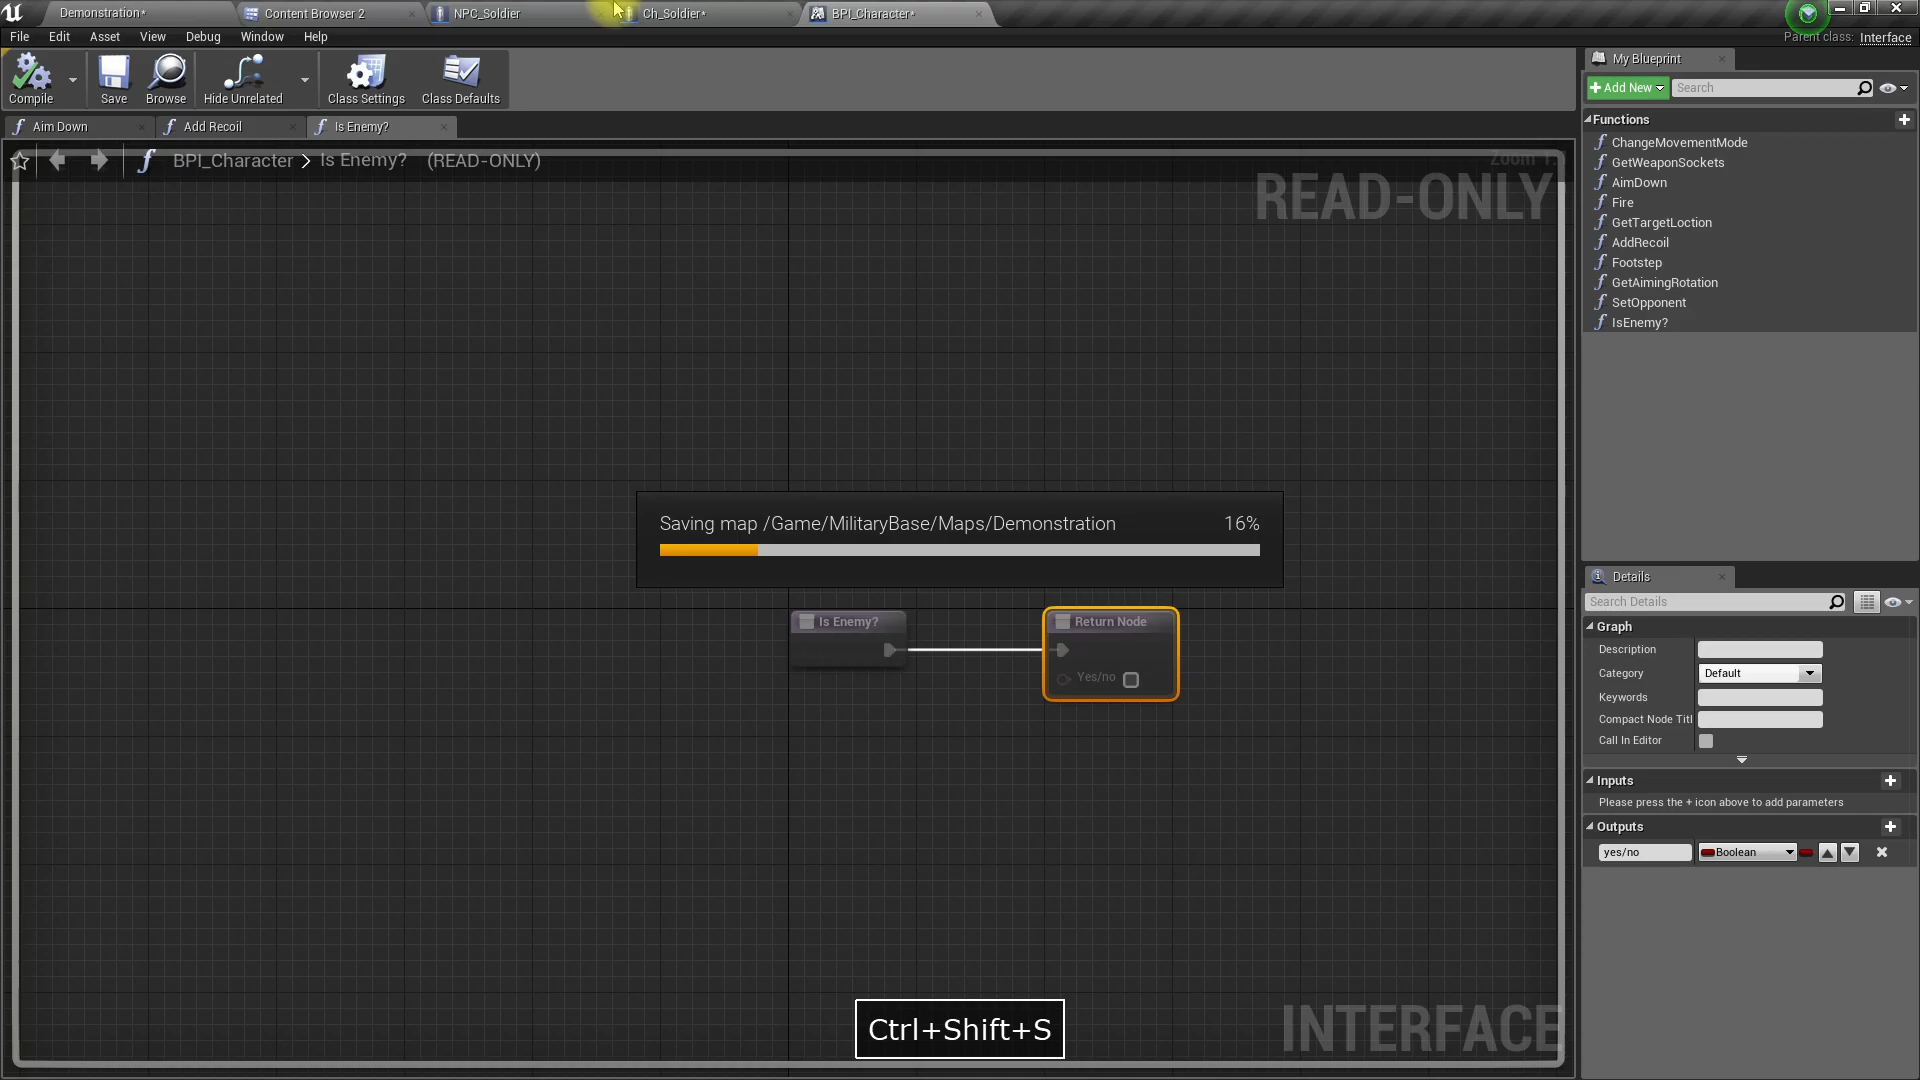 Demonstration*
Content Browser 2
NPC_Soldier
Ch_Soldier*
BPI_Character*
File Edit Asset View Window Debug Help
Parent class: Interface
Compile
Save
Browse
Hide Unrelated
Class Settings
Class Defaults
Aim Down
Add Recoil
Is Enemy?
BPI_Character > Is Enemy? (READ-ONLY)
READ-ONLY
Saving map /Game/MilitaryBase/Maps/Demonstration 16%
Is Enemy?
Return Node
Yes/no
Ctrl+Shift+S
INTERFACE
My Blueprint
Add New
Search
Functions
ChangeMovementMode
GetWeaponSockets
AimDown
Fire
GetTargetLoction
AddRecoil
Footstep
GetAimingRotation
SetOpponent
IsEnemy?
Details
Search Details
Graph
Description
Category Default
Keywords
Compact Node Titl
Call In Editor
Inputs
Please press the + icon above to add parameters
Outputs
yes/no Boolean